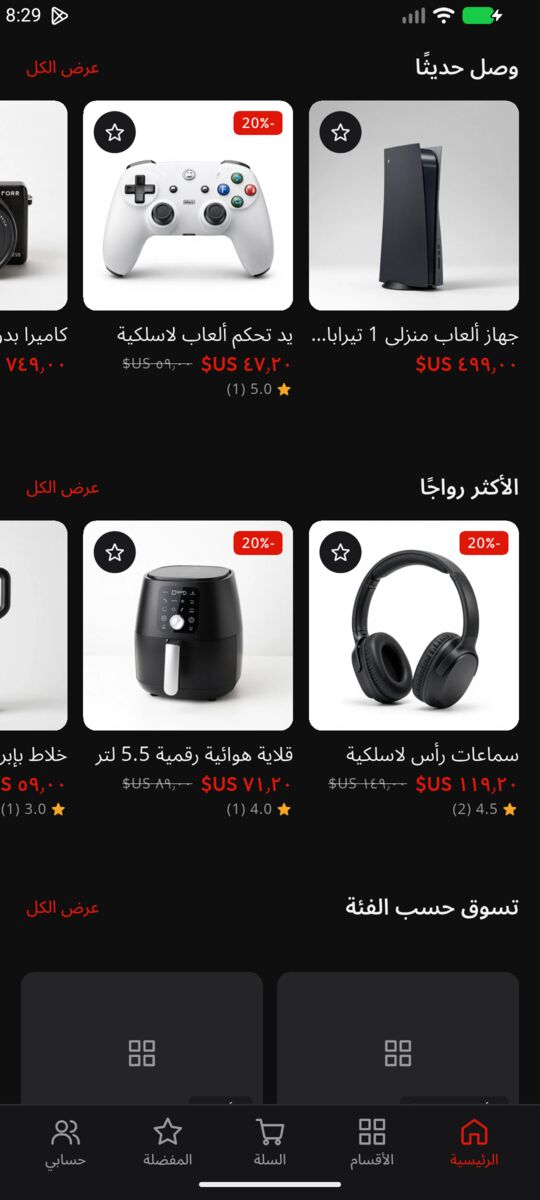 8:29
وصل حديثًا
عرض الكل
-20%
جهاز ألعاب منزلي 1 تيرابا...
يد تحكم ألعاب لاسلكية
كاميرا بدو
٤٩٩٫٠٠ US$
٤٧٫٢٠ US$ ٥٩٫٠٠ US$
٧٤٩٫٠٠
5.0 (1)
الأكثر رواجًا
عرض الكل
-20%
-20%
سماعات رأس لاسلكية
قلاية هوائية رقمية 5.5 لتر
خلاط بإبر
١١٩٫٢٠ US$ ١٤٩٫٠٠ US$
٧١٫٢٠ US$ ٨٩٫٠٠ US$
٥٩٫٠٠ S
4.5 (2)
4.0 (1)
3.0 (1)
تسوق حسب الفئة
عرض الكل
الرئيسية
الأقسام
السلة
المفضلة
حسابي